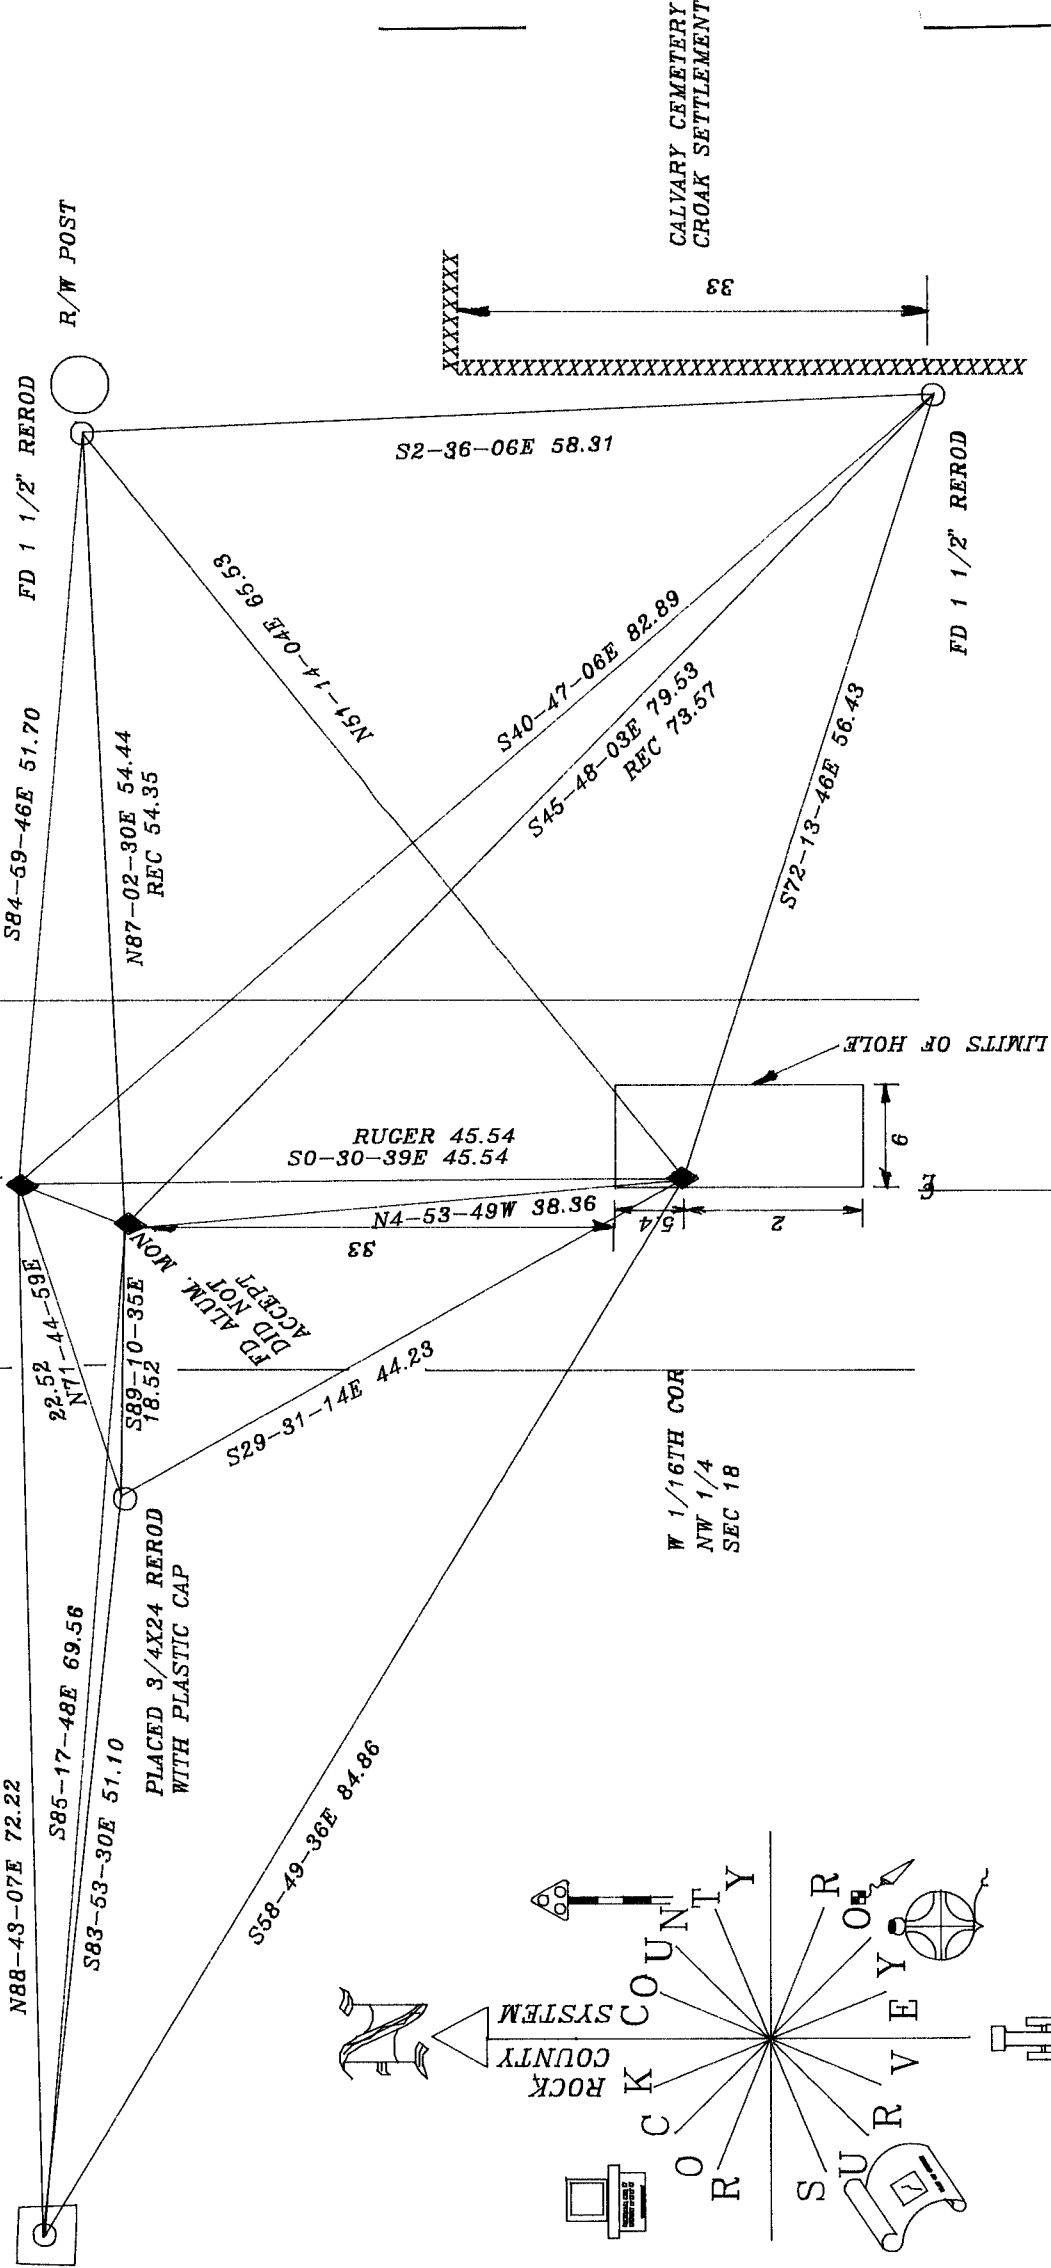 R/W POST
FD 1 1/2" REROD
CALVARY CEMETERY
CROAK SETTLEMENT
33
S2-36-06E 58.31
S84-59-46E 51.70
N87-02-30E 54.44
REC 54.35
N51-14-04E 65.53
S40-47-06E 82.89
S45-48-03E 79.53
REC 73.57
S72-13-46E 56.43
FD 1 1/2" REROD
LIMITS OF HOLE
RUGER 45.54
S0-30-39E 45.54
N4-53-49W 38.36
33
5.4
2
6
FD ALUM. MON
DID NOT
ACCEPT
22.52
N71-44-59E
S89-10-35E
18.52
S29-31-14E 44.23
W 1/16TH COR
NW 1/4
SEC 18
PLACED 3/4X24 REROD
WITH PLASTIC CAP
N88-43-07E 72.22
S85-17-48E 69.56
S83-53-30E 51.10
S58-49-36E 84.86
ROCK COUNTY
SURVEYOR
ROCK
COUNTY
SYSTEM